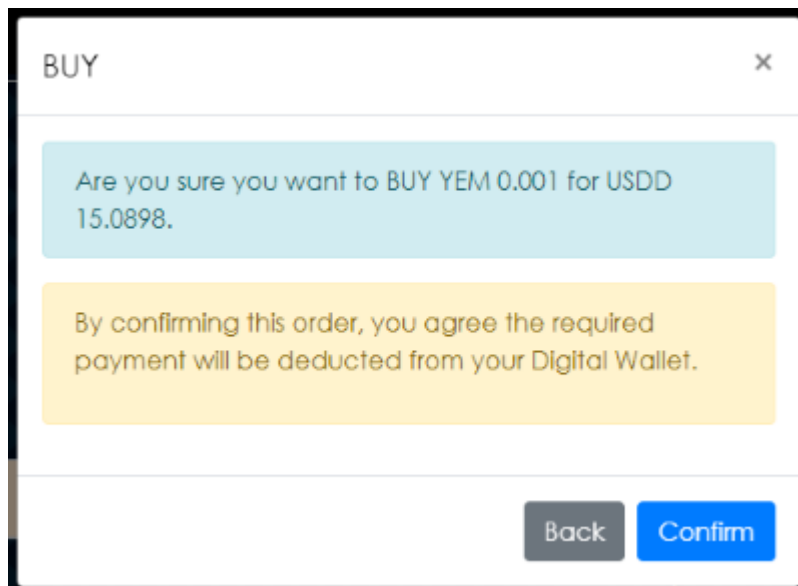 BUY
×
Are you sure you want to BUY YEM 0.001 for USDD
15.0898.
By confirming this order, you agree the required
payment will be deducted from your Digital Wallet.
Back Confirm